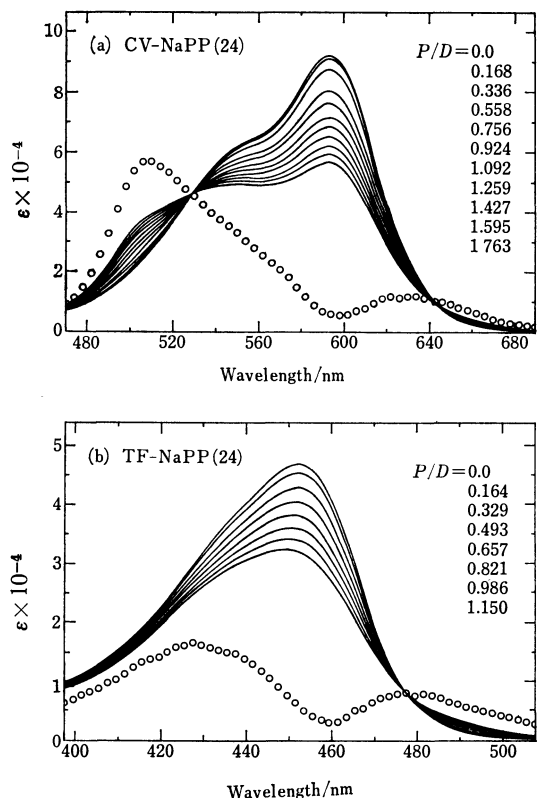 (a) CV-NaPP(24)
P/D=0.0
0.168
0.336
0.558
0.756
0.924
1.092
1.259
1.427
1.595
1 763
ε×10⁻⁴
10
8
6
4
2
0
480 520 560 600 640 680
Wavelength/nm
(b) TF-NaPP(24)
P/D=0.0
0.164
0.329
0.493
0.657
0.821
0.986
1.150
ε×10⁻⁴
5
4
3
2
1
0
400 420 440 460 480 500
Wavelength/nm